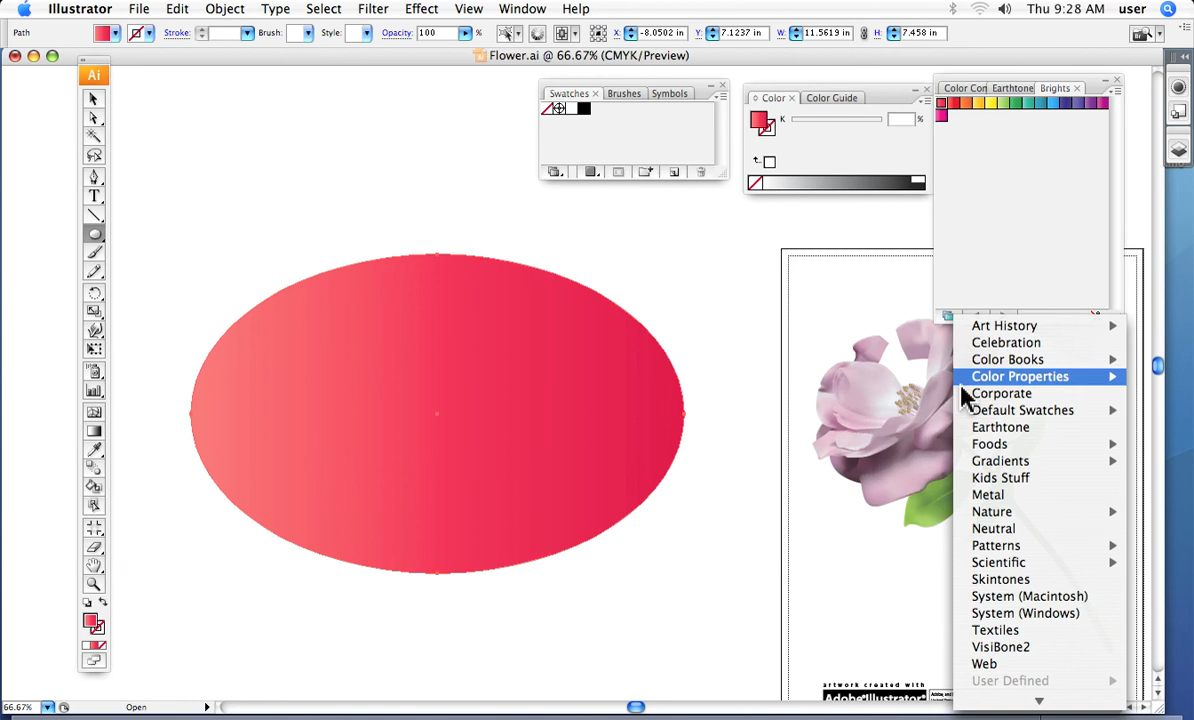 Illustrator File Edit Object Type Select Filter Effect View Window Help Thu 9:28 AM user
Path Stroke: Brush: Style: Opacity: 100 % X: -8.0502 in Y: 7.1237 in W: 11.5619 in H: 7.458 in
Flower.ai @ 66.67% (CMYK/Preview)
Ai
Swatches × Brushes Symbols
Color × Color Guide
K %
Color Con Earthtone Brights ×
Art History
Celebration
Color Books
Color Properties
Corporate
Default Swatches
Earthtone
Foods
Gradients
Kids Stuff
Metal
Nature
Neutral
Patterns
Scientific
Skintones
System (Macintosh)
System (Windows)
Textiles
VisiBone2
Web
User Defined
artwork created with
Adobe Illustrator
66.67% Open